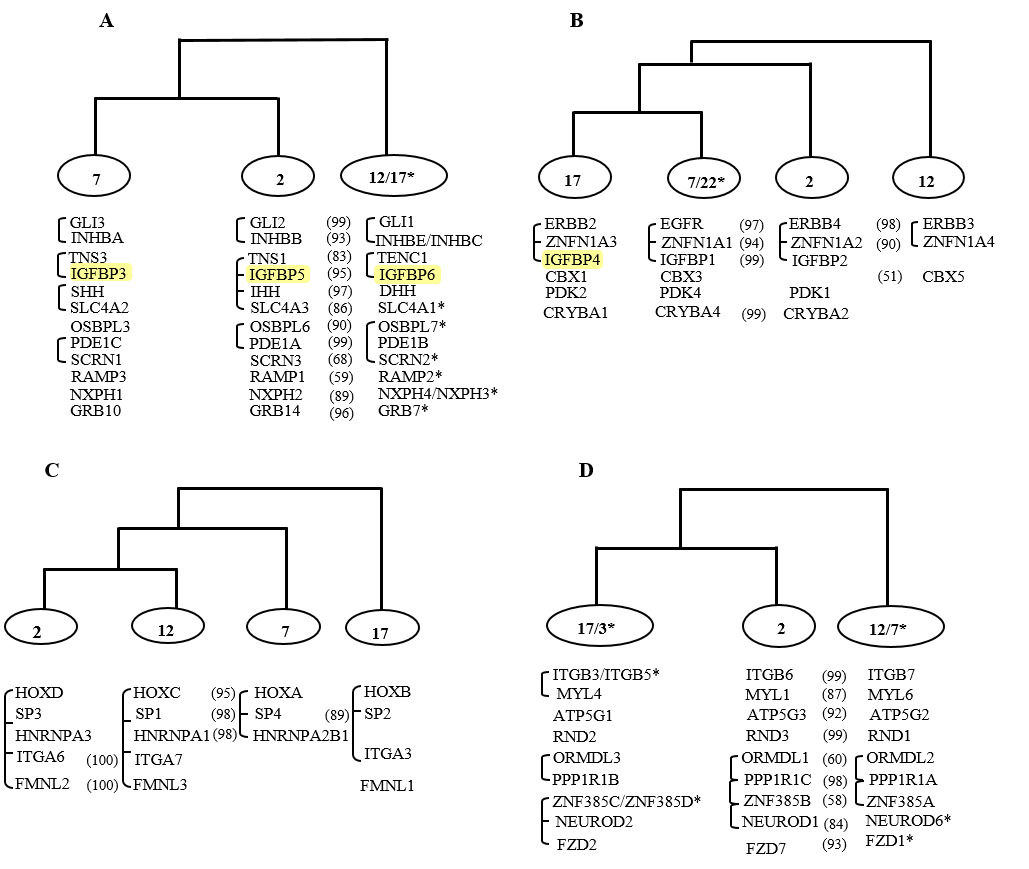 A
7
2
12/17*
GLI3 GLI2 (99) GLI1
INHBA INHBB (93) INHBE/INHBC
TNS3 TNS1 (83) TENC1
IGFBP3 IGFBP5 (95) IGFBP6
SHH IHH (97) DHH
SLC4A2 SLC4A3 (86) SLC4A1*
OSBPL3 OSBPL6 (90) OSBPL7*
PDE1C PDE1A (99) PDE1B
SCRN1 SCRN3 (68) SCRN2*
RAMP3 RAMP1 (59) RAMP2*
NXPH1 NXPH2 (89) NXPH4/NXPH3*
GRB10 GRB14 (96) GRB7*
B
17
7/22*
2
12
ERBB2 EGFR (97) ERBB4 (98) ERBB3
ZNFN1A3 ZNFN1A1 (94) ZNFN1A2 (90) ZNFN1A4
IGFBP4 IGFBP1 (99) IGFBP2
CBX1 CBX3 (51) CBX5
PDK2 PDK4 PDK1
CRYBA1 CRYBA4 (99) CRYBA2
C
2
12
7
17
HOXD HOXC (95) HOXA HOXB
SP3 SP1 (98) SP4 (89) SP2
HNRNPA3 HNRNPA1 (98) HNRNPA2B1
ITGA6 (100) ITGA7 ITGA3
FMNL2 (100) FMNL3 FMNL1
D
17/3*
2
12/7*
ITGB3/ITGB5* ITGB6 (99) ITGB7
MYL4 MYL1 (87) MYL6
ATP5G1 ATP5G3 (92) ATP5G2
RND2 RND3 (99) RND1
ORMDL3 ORMDL1 (60) ORMDL2
PPP1R1B PPP1R1C (98) PPP1R1A
ZNF385C/ZNF385D* ZNF385B (58) ZNF385A
NEUROD2 NEUROD1 (84) NEUROD6*
FZD2 FZD7 (93) FZD1*